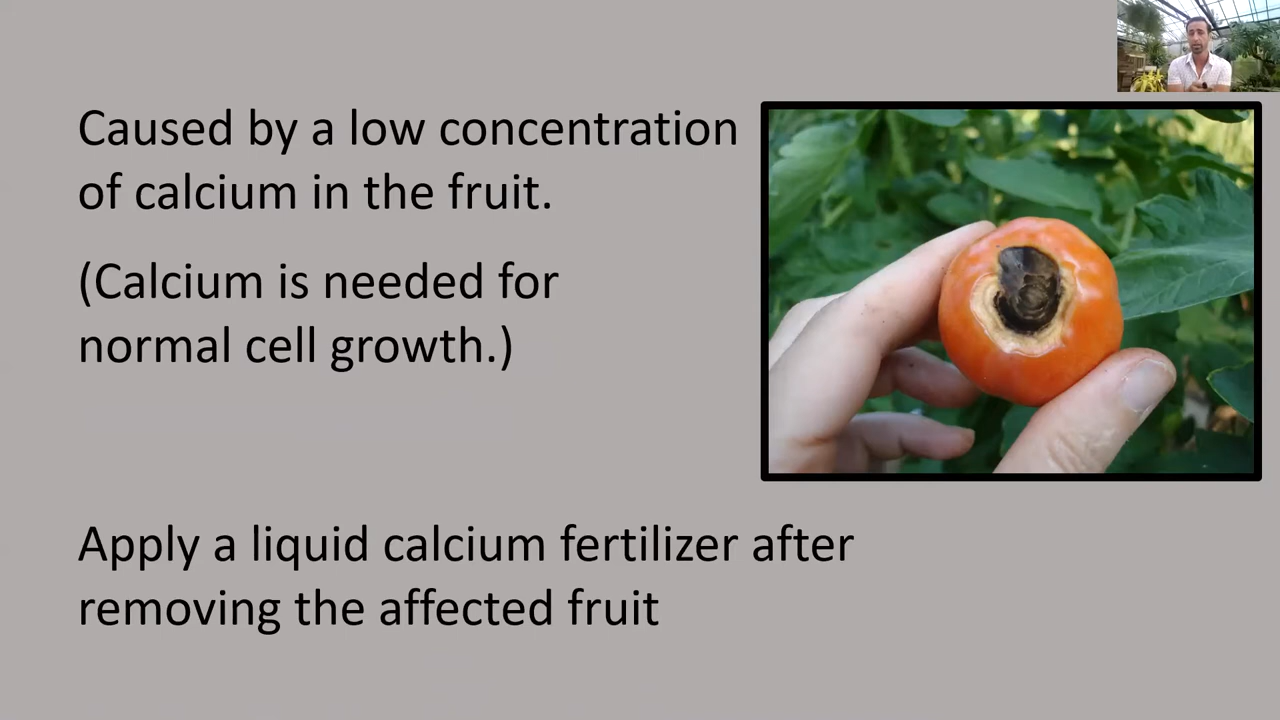 Caused by a low concentration
of calcium in the fruit.
(Calcium is needed for
normal cell growth.)
Apply a liquid calcium fertilizer after
removing the affected fruit